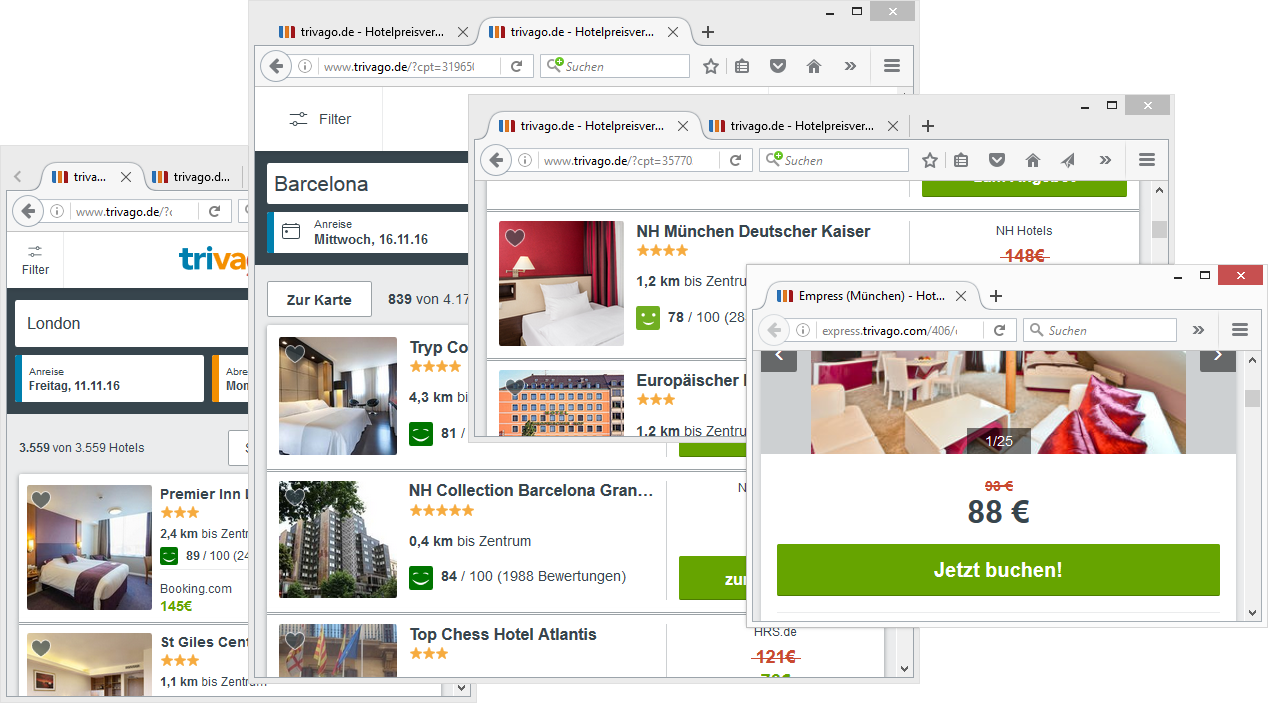 trivago.de - Hotelpreisver...
trivago.de - Hotelpreisver...
www.trivago.de/?cpt=31965
Suchen
Filter
Barcelona
Anreise
Mittwoch, 16.11.16
Zur Karte
839 von 4.17
Tryp Co
4,3 km bi
81 /
NH Collection Barcelona Gran...
0,4 km bis Zentrum
84 / 100 (1988 Bewertungen)
zu
Top Chess Hotel Atlantis
HRS.de
121€
triva...
trivago.d...
www.trivago.de/?c
Filter
triva
London
Anreise
Freitag, 11.11.16
Abre
Mon
3.559 von 3.559 Hotels
Premier Inn L
2,4 km bis Zentr
89 / 100 (24
Booking.com
145€
St Giles Cent
1,1 km bis Zentrum
trivago.de - Hotelpreisver...
trivago.de - Hotelpreisver...
www.trivago.de/?cpt=35770
Suchen
NH München Deutscher Kaiser
NH Hotels
148€
1,2 km bis Zentrum
78 / 100 (28
Europäischer
1,2 km bis Zentrum
HOTEL
Empress (München) - Hot...
express.trivago.com/406/
Suchen
1/25
93 €
88 €
Jetzt buchen!